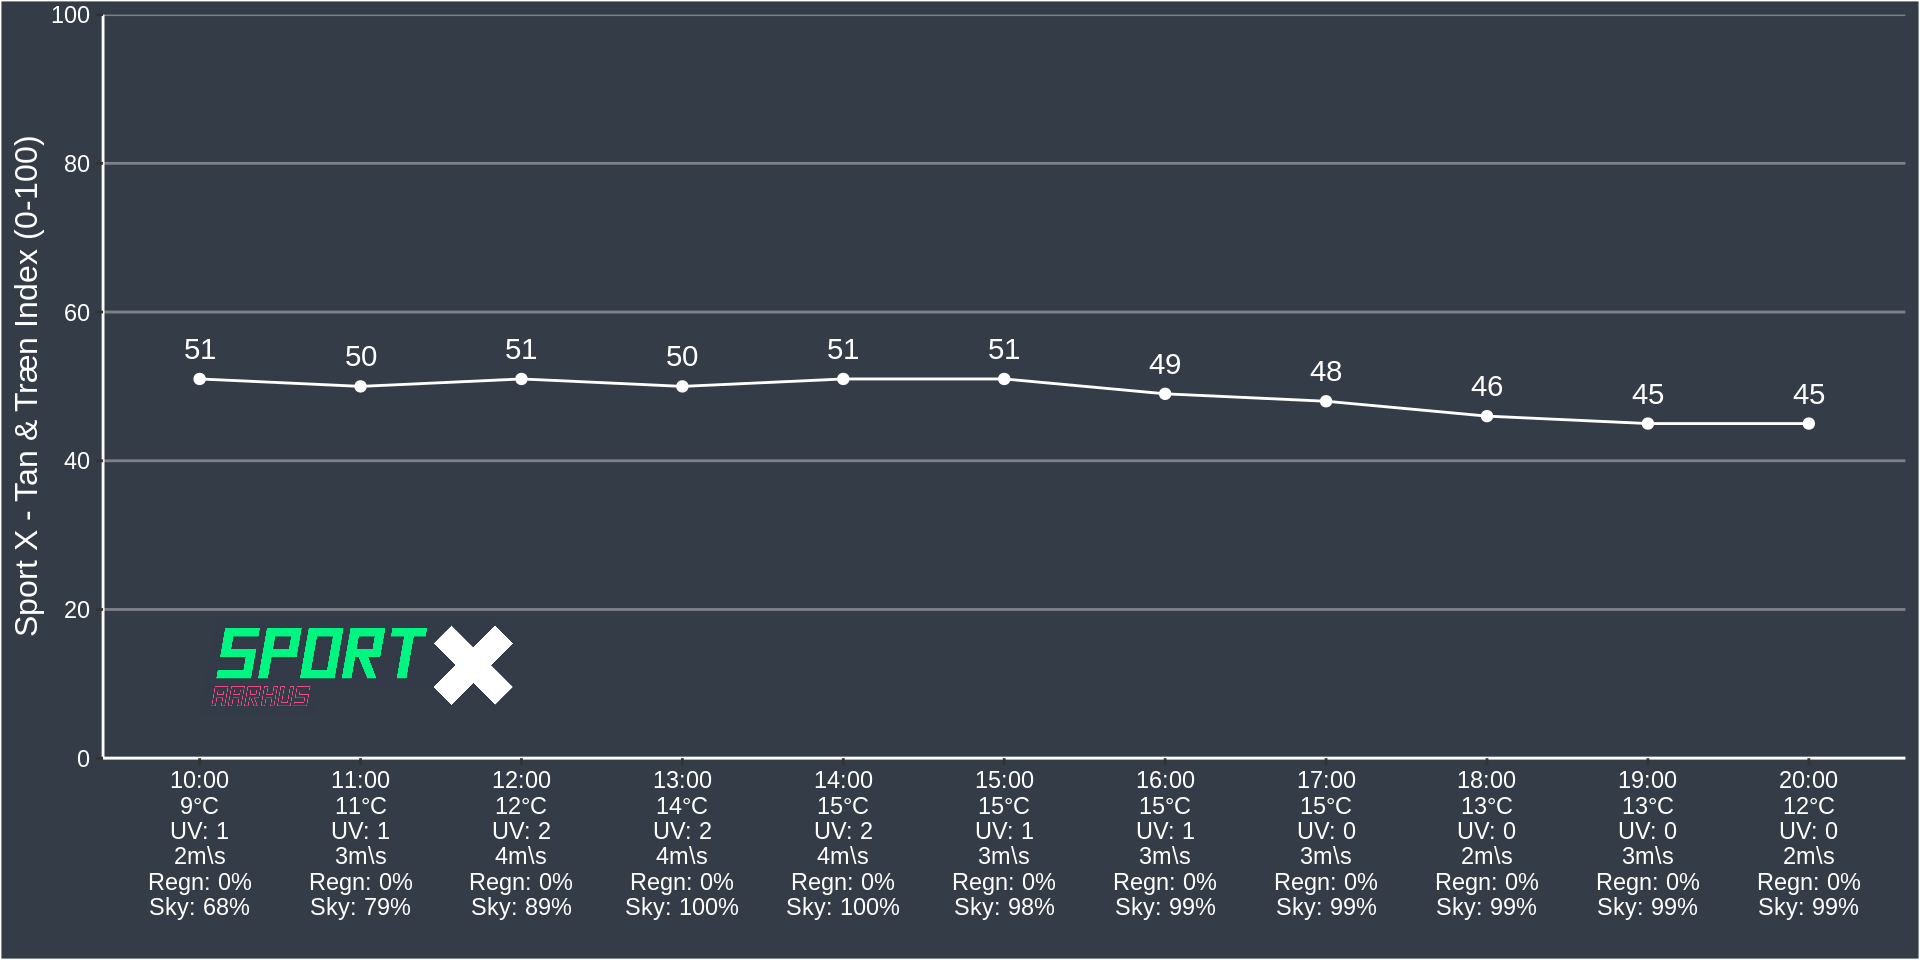 Sport X - Tan & Træn Index (0-100)
100
80
60
40
20
0
51 50 51 50 51 51 49 48 46 45 45
SPORT X
AARHUS
10:00 11:00 12:00 13:00 14:00 15:00 16:00 17:00 18:00 19:00 20:00
9°C 11°C 12°C 14°C 15°C 15°C 15°C 15°C 13°C 13°C 12°C
UV: 1 UV: 1 UV: 2 UV: 2 UV: 2 UV: 1 UV: 1 UV: 0 UV: 0 UV: 0 UV: 0
2m\s 3m\s 4m\s 4m\s 4m\s 3m\s 3m\s 3m\s 2m\s 3m\s 2m\s
Regn: 0% Regn: 0% Regn: 0% Regn: 0% Regn: 0% Regn: 0% Regn: 0% Regn: 0% Regn: 0% Regn: 0% Regn: 0%
Sky: 68% Sky: 79% Sky: 89% Sky: 100% Sky: 100% Sky: 98% Sky: 99% Sky: 99% Sky: 99% Sky: 99% Sky: 99%